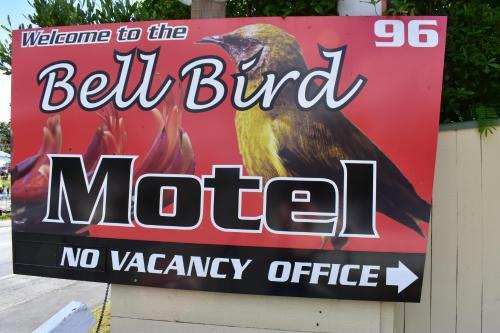 Welcome to the
96
Bell Bird
Motel
NO VACANCY OFFICE